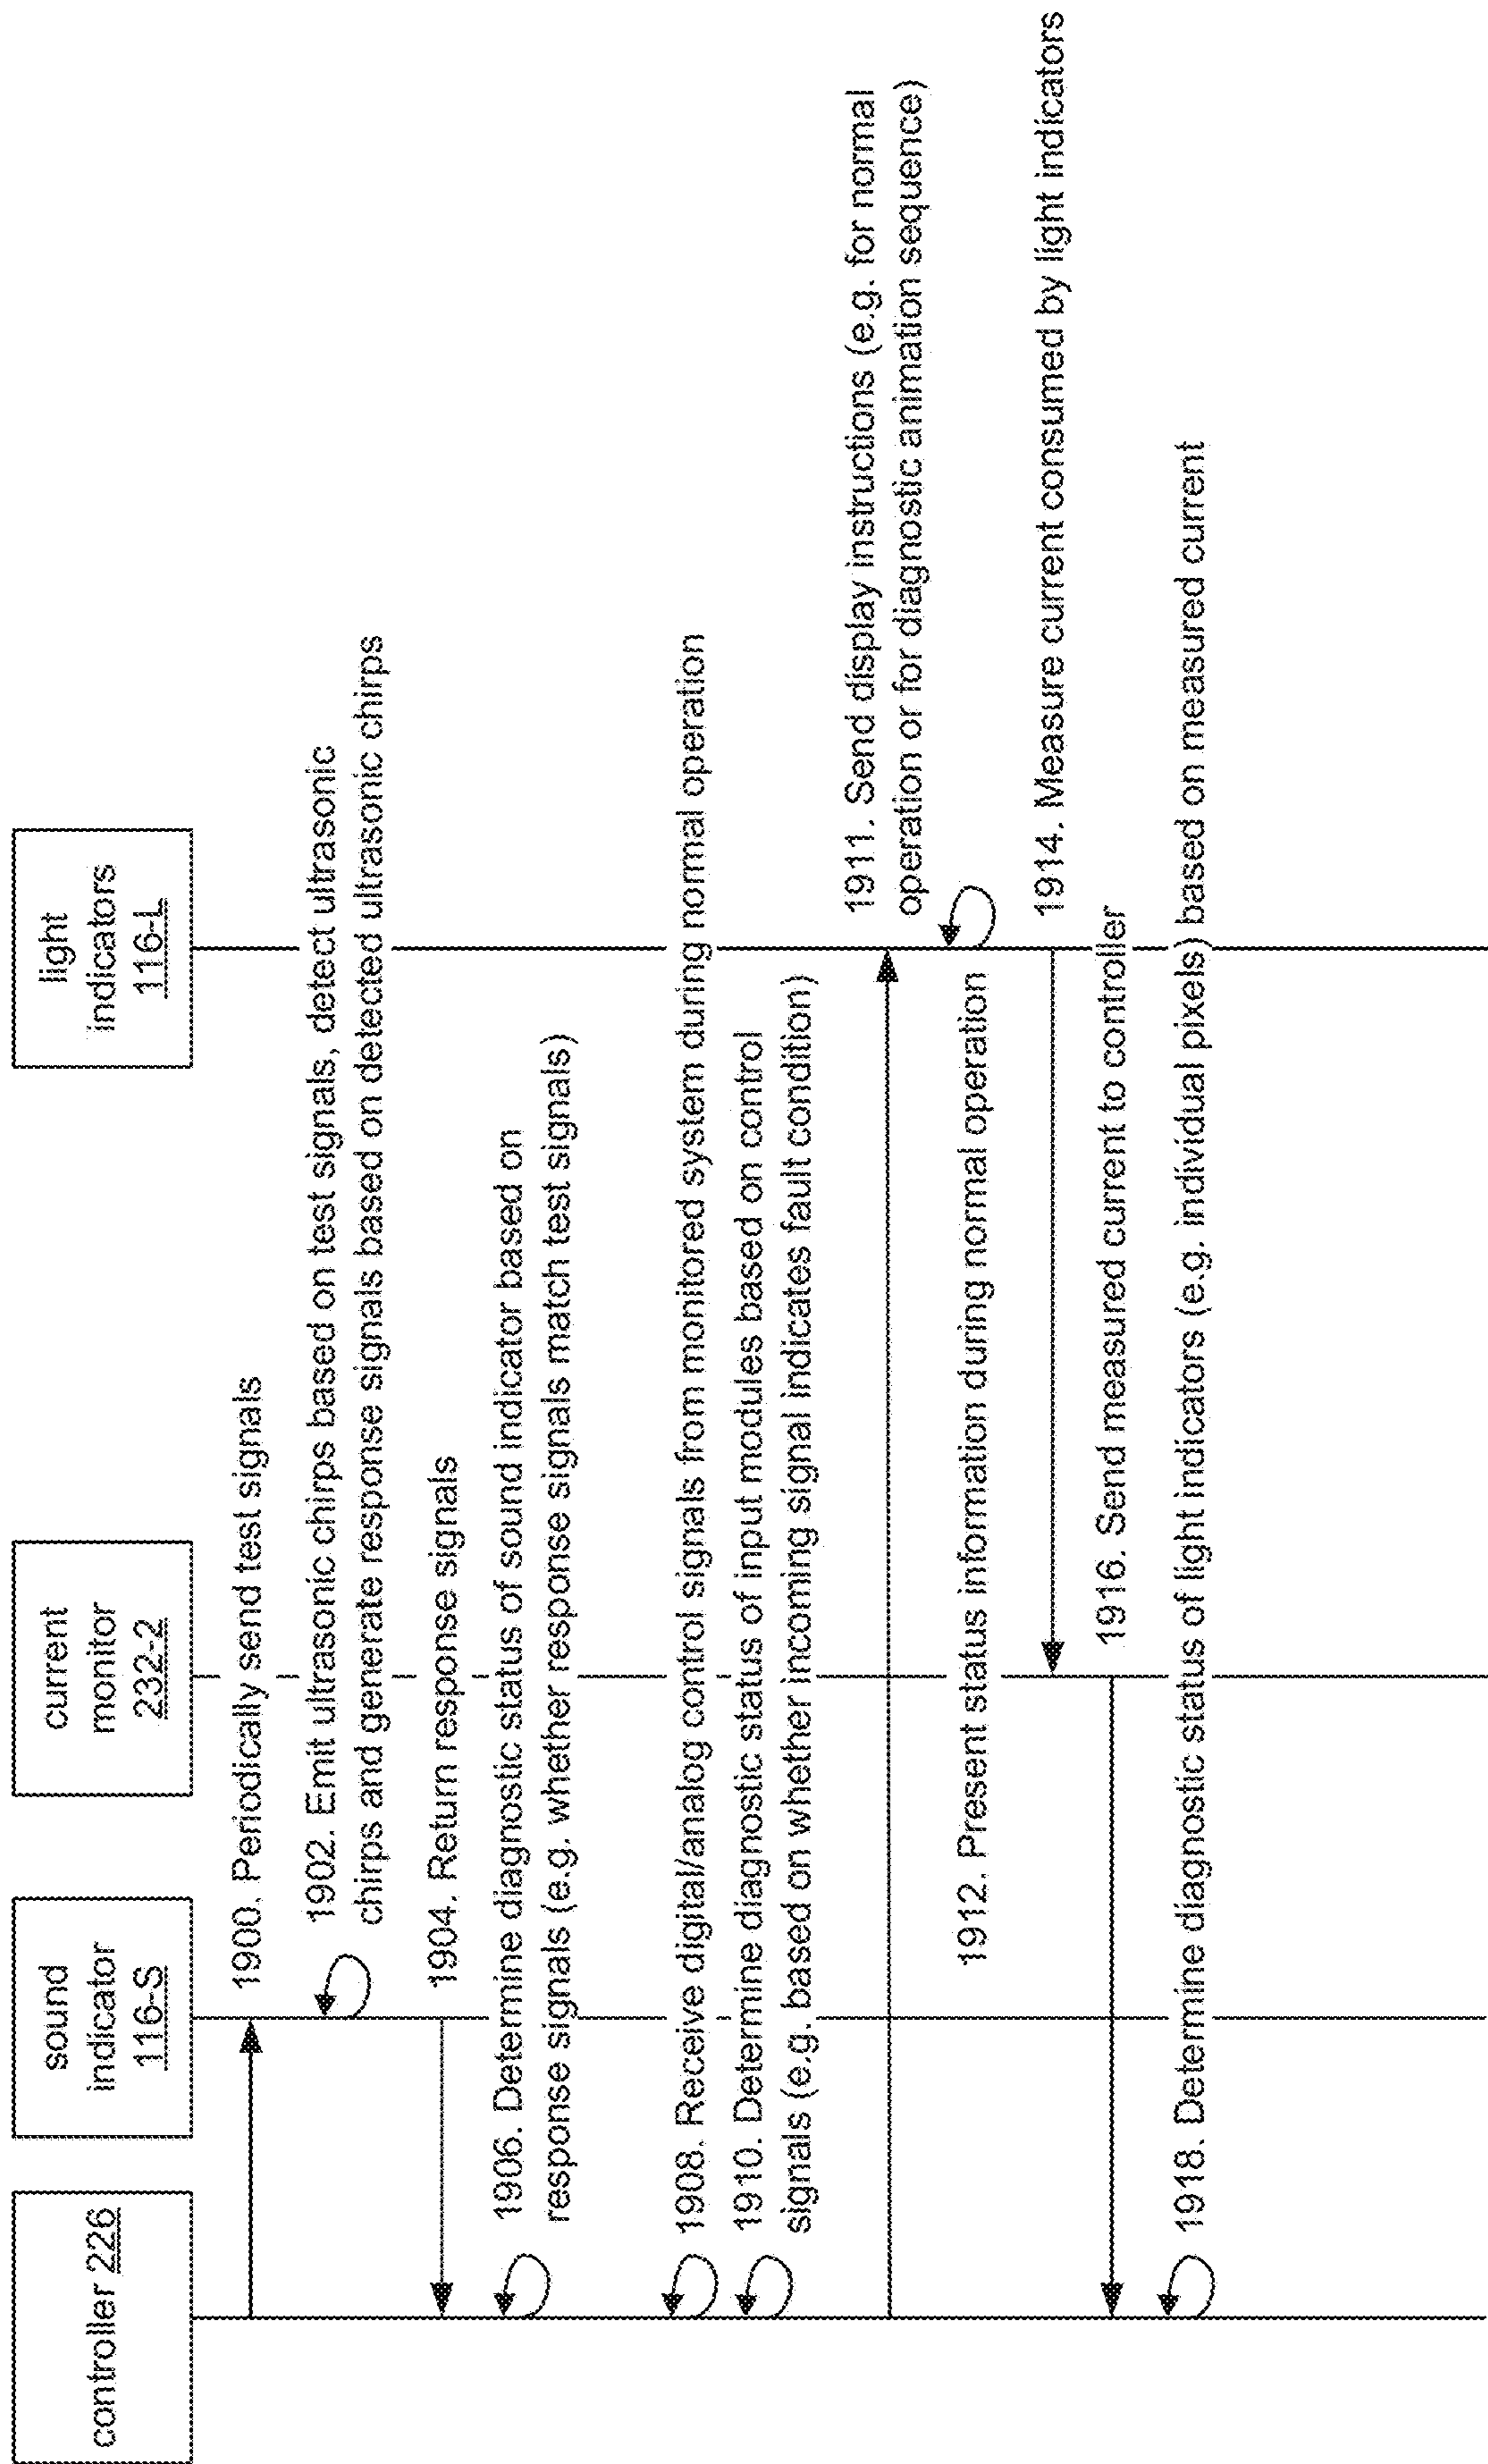 controller 226
sound
indicator
116-S
current
monitor
232-2
light
indicators
116-L
1900. Periodically send test signals
1902. Emit ultrasonic chirps based on test signals, detect ultrasonic
chirps and generate response signals based on detected ultrasonic chirps
1904. Return response signals
1906. Determine diagnostic status of sound indicator based on
response signals (e.g. whether response signals match test signals)
1908. Receive digital/analog control signals from monitored system during normal operation
1910. Determine diagnostic status of input modules based on control
signals (e.g. based on whether incoming signal indicates fault condition)
1911. Send display instructions (e.g. for normal
operation or for diagnostic animation sequence)
1912. Present status information during normal operation
1914. Measure current consumed by light indicators
1916. Send measured current to controller
1918. Determine diagnostic status of light indicators (e.g. individual pixels) based on measured current